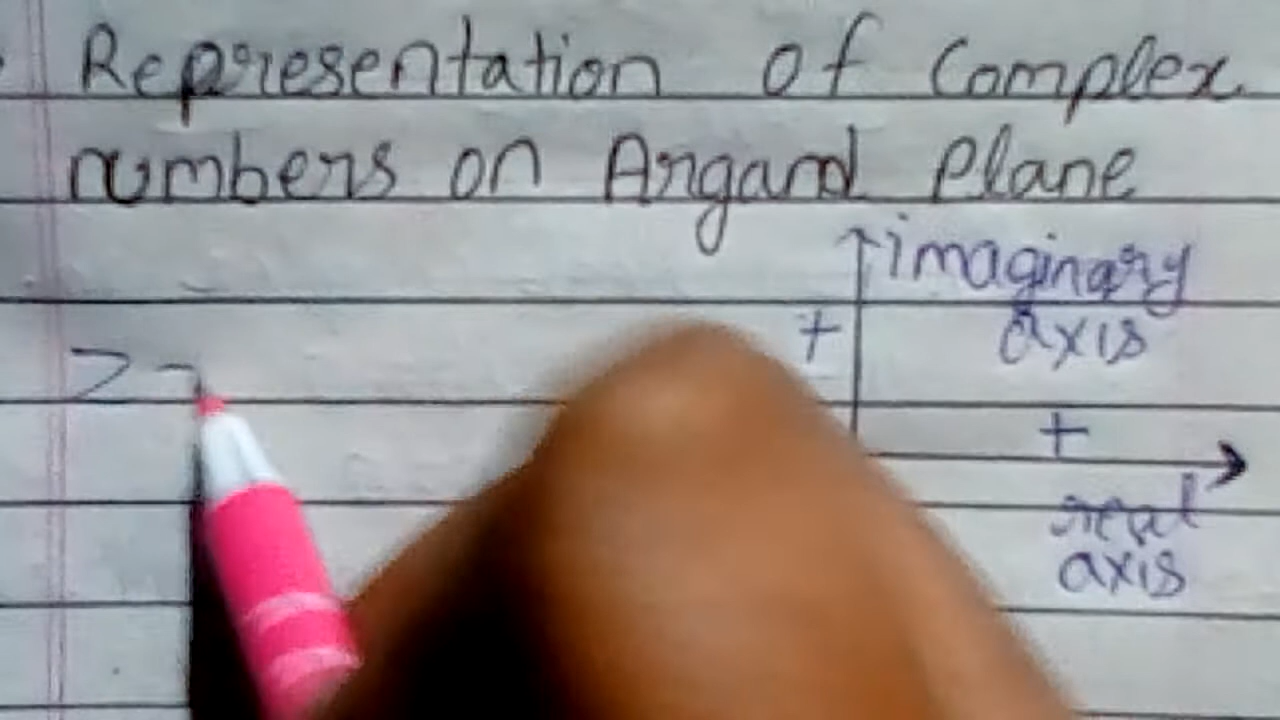 Representation of Complex
numbers on Argand Plane
imaginary
axis
+
+
real
axis